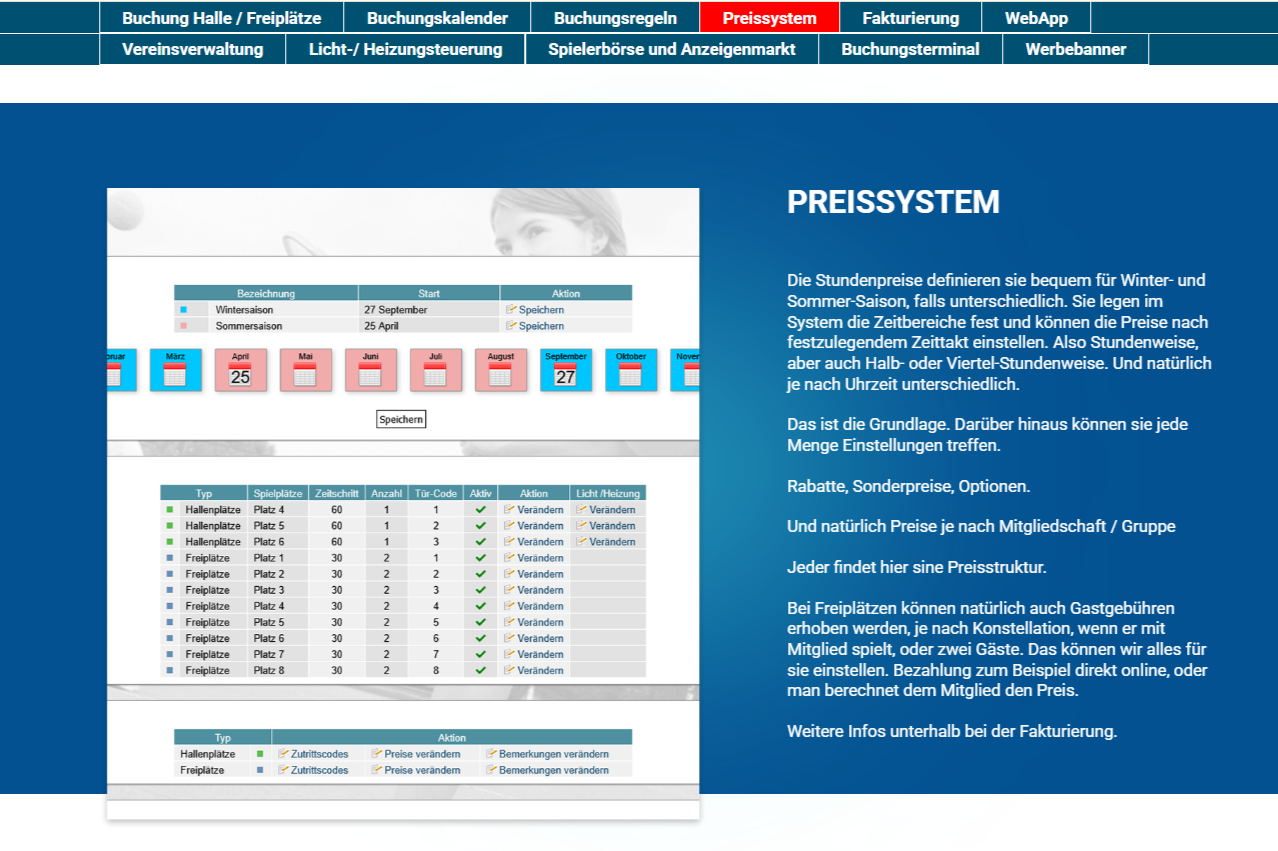 Buchung Halle / Freiplätze Buchungskalender Buchungsregeln Preissystem Fakturierung WebApp
Vereinsverwaltung Licht-/ Heizungsteuerung Spielerbörse und Anzeigenmarkt Buchungsterminal Werbebanner
Bezeichnung Start Aktion
Wintersaison 27 September Speichern
Sommersaison 25 April Speichern
bruar März April Mai Juni Juli August September Oktober Nover
25 27
Speichern
Typ Spielplätze Zeitschritt Anzahl Tür-Code Aktiv Aktion Licht /Heizung
Hallenplätze Platz 4 60 1 1 Verändern Verändern
Hallenplätze Platz 5 60 1 2 Verändern Verändern
Hallenplätze Platz 6 60 1 3 Verändern Verändern
Freiplätze Platz 1 30 2 1 Verändern
Freiplätze Platz 2 30 2 2 Verändern
Freiplätze Platz 3 30 2 3 Verändern
Freiplätze Platz 4 30 2 4 Verändern
Freiplätze Platz 5 30 2 5 Verändern
Freiplätze Platz 6 30 2 6 Verändern
Freiplätze Platz 7 30 2 7 Verändern
Freiplätze Platz 8 30 2 8 Verändern
Typ Aktion
Hallenplätze Zutrittscodes Preise verändern Bemerkungen verändern
Freiplätze Zutrittscodes Preise verändern Bemerkungen verändern
PREISSYSTEM
Die Stundenpreise definieren sie bequem für Winter- und
Sommer-Saison, falls unterschiedlich. Sie legen im
System die Zeitbereiche fest und können die Preise nach
festzulegendem Zeittakt einstellen. Also Stundenweise,
aber auch Halb- oder Viertel-Stundenweise. Und natürlich
je nach Uhrzeit unterschiedlich.
Das ist die Grundlage. Darüber hinaus können sie jede
Menge Einstellungen treffen.
Rabatte, Sonderpreise, Optionen.
Und natürlich Preise je nach Mitgliedschaft / Gruppe
Jeder findet hier sine Preisstruktur.
Bei Freiplätzen können natürlich auch Gastgebühren
erhoben werden, je nach Konstellation, wenn er mit
Mitglied spielt, oder zwei Gäste. Das können wir alles für
sie einstellen. Bezahlung zum Beispiel direkt online, oder
man berechnet dem Mitglied den Preis.
Weitere Infos unterhalb bei der Fakturierung.